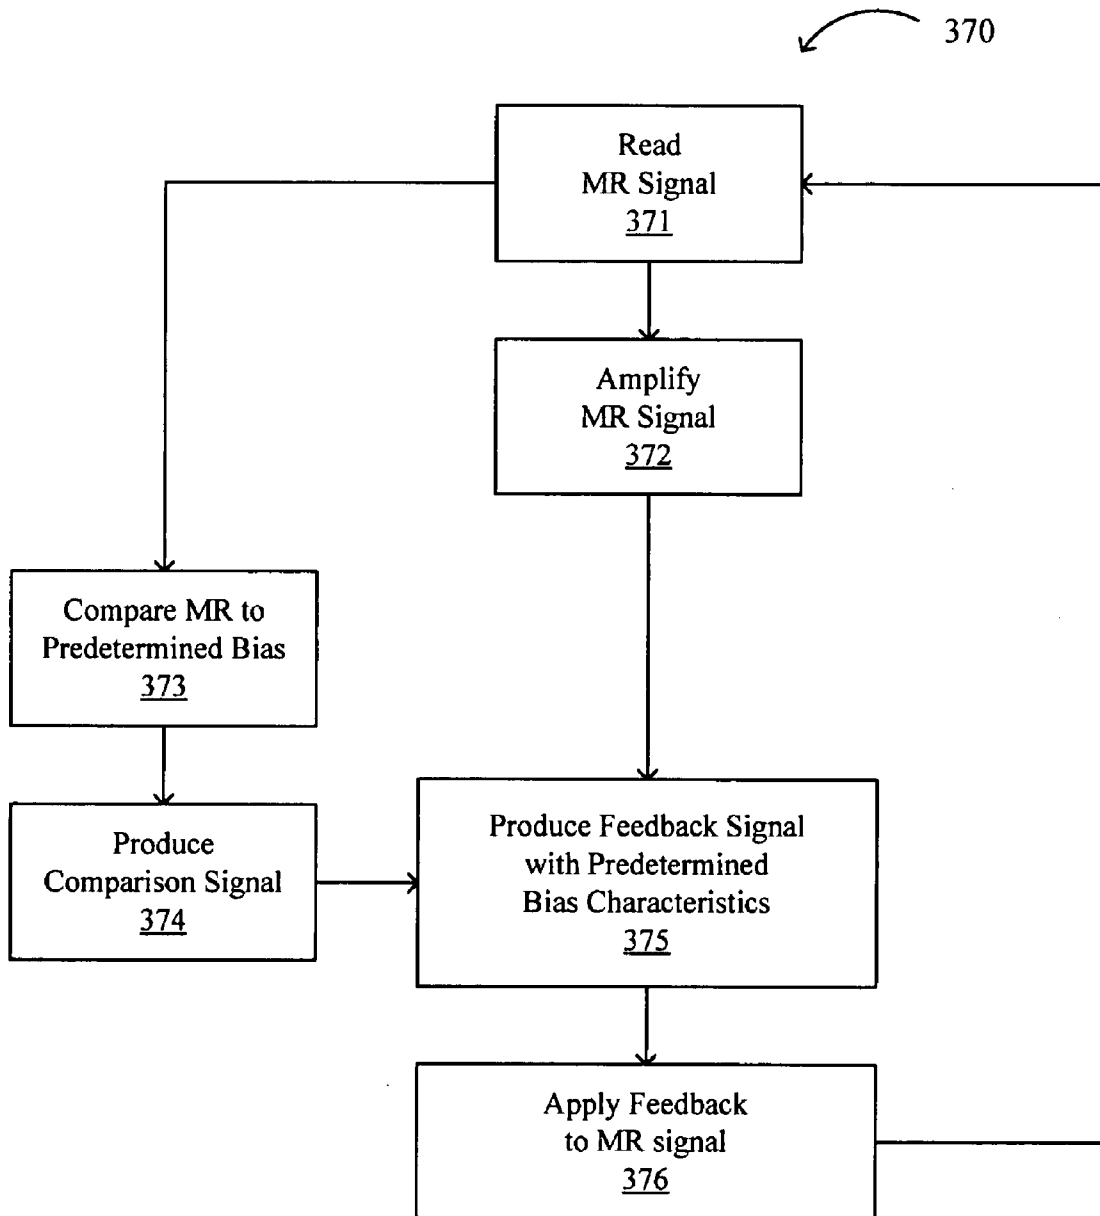 370
Read
MR Signal
371
Amplify
MR Signal
372
Compare MR to
Predetermined Bias
373
Produce
Comparison Signal
374
Produce Feedback Signal
with Predetermined
Bias Characteristics
375
Apply Feedback
to MR signal
376